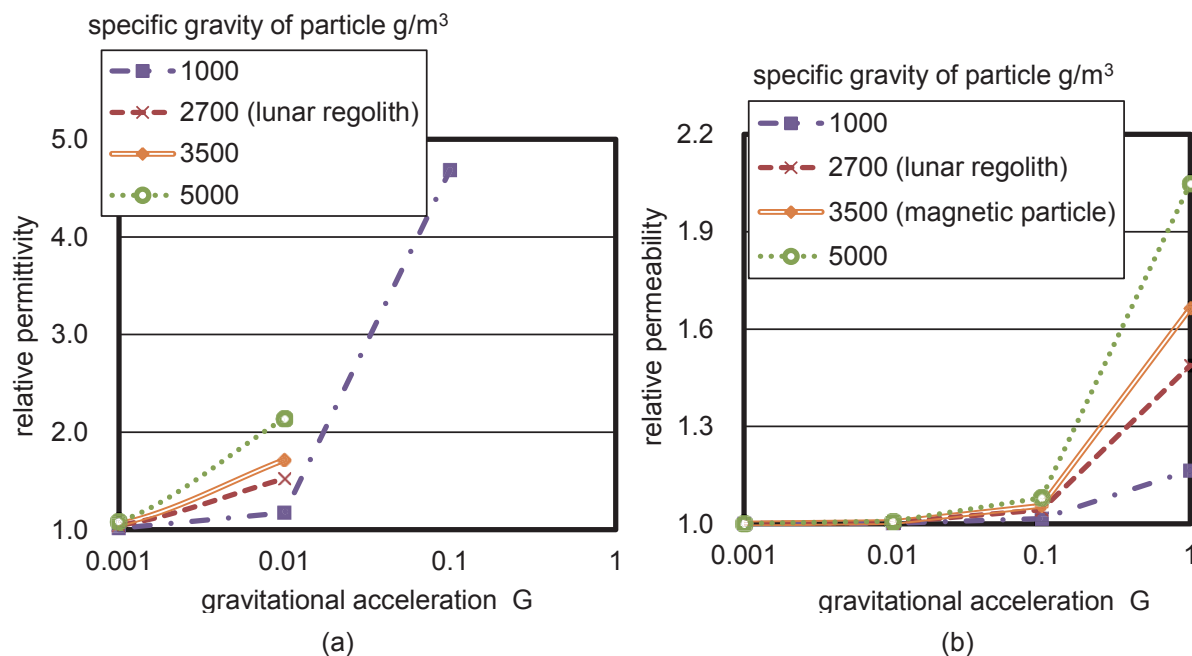 specific gravity of particle g/m³
1000
2700 (lunar regolith)
3500
5000
5.0
4.0
3.0
2.0
1.0
relative permittivity
0.001 0.01 0.1 1
gravitational acceleration G
(a)
specific gravity of particle g/m³
1000
2700 (lunar regolith)
3500 (magnetic particle)
5000
2.2
1.9
1.6
1.3
1.0
relative permeability
0.001 0.01 0.1 1
gravitational acceleration G
(b)